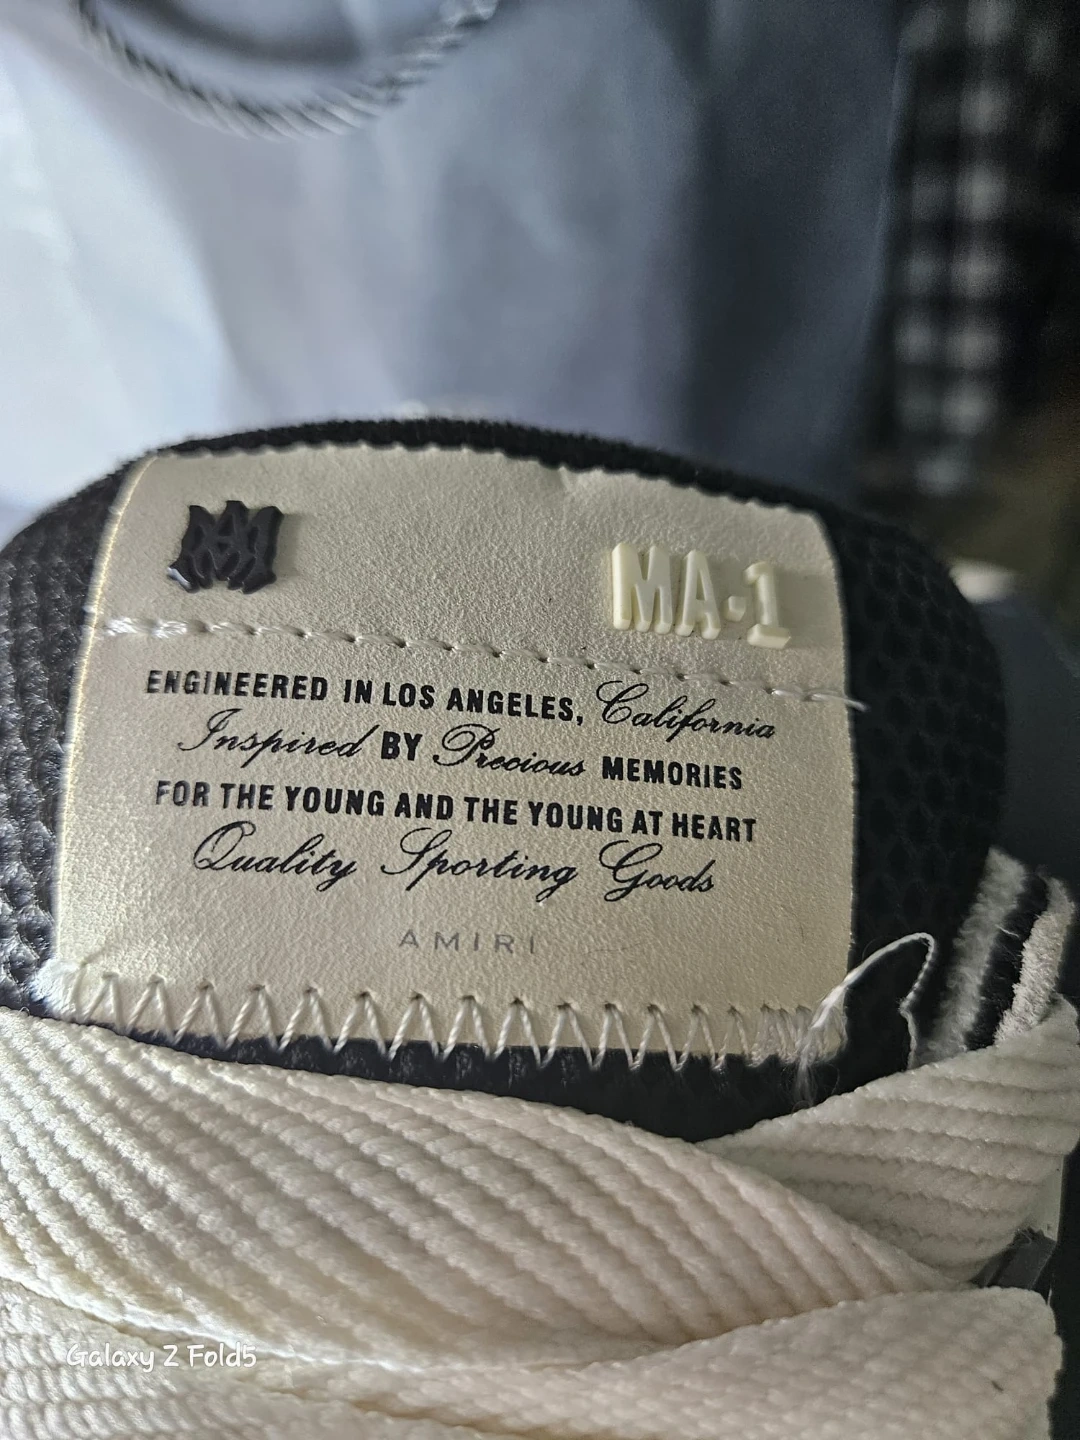 MA-1
ENGINEERED IN LOS ANGELES, California
Inspired BY Precious MEMORIES
FOR THE YOUNG AND THE YOUNG AT HEART
Quality Sporting Goods
AMIRI
Galaxy Z Fold5